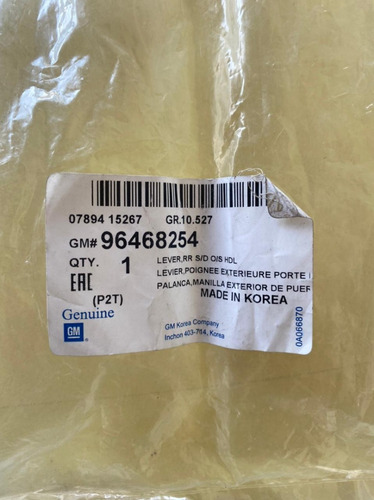 07894 15267 GR.10.527
GM# 96468254
QTY. 1
LEVER,RR S/D O/S HDL
LEVIER,POIGNEE EXTERIEURE PORTE
PALANCA,MANILLA EXTERIOR DE PUER
MADE IN KOREA
EAC
(P2T)
Genuine
GM
GM Korea Company
Inchon 403-714, Korea
0A066870